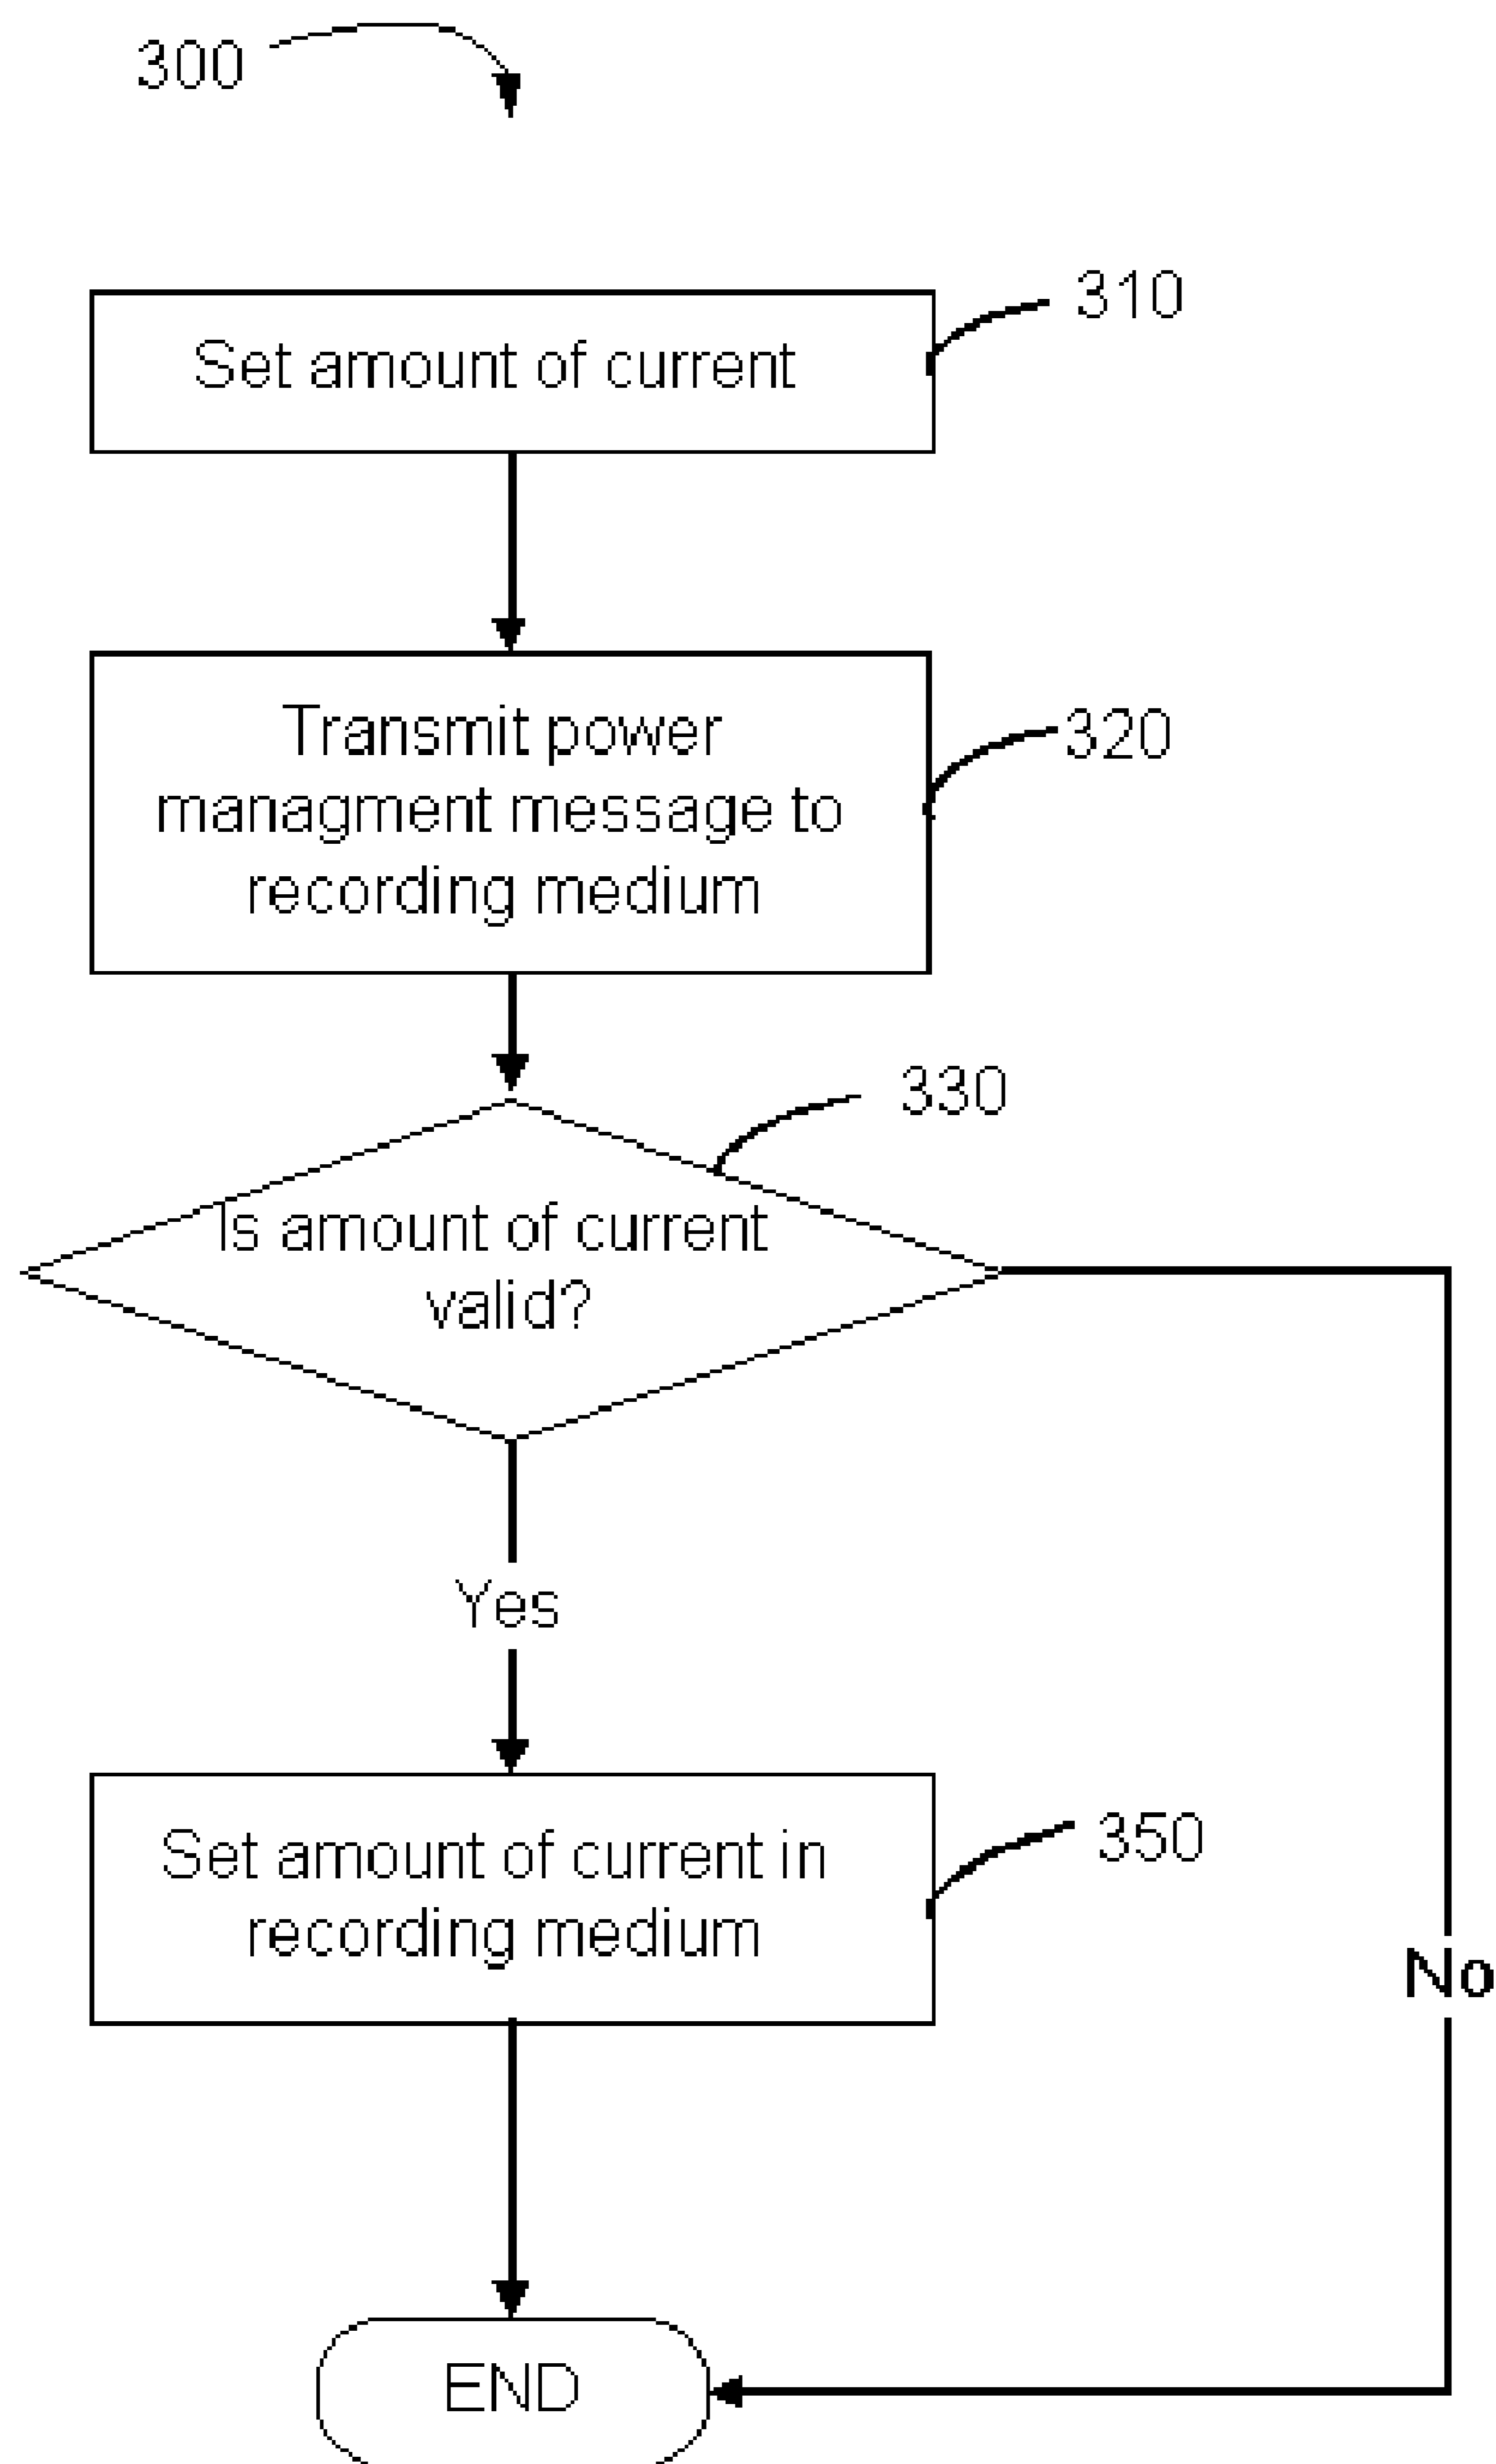 300
310
Set amount of current
320
Transmit power
managment message to
recording medium
330
Is amount of current
valid?
Yes
350
Set amount of current in
recording medium
No
END